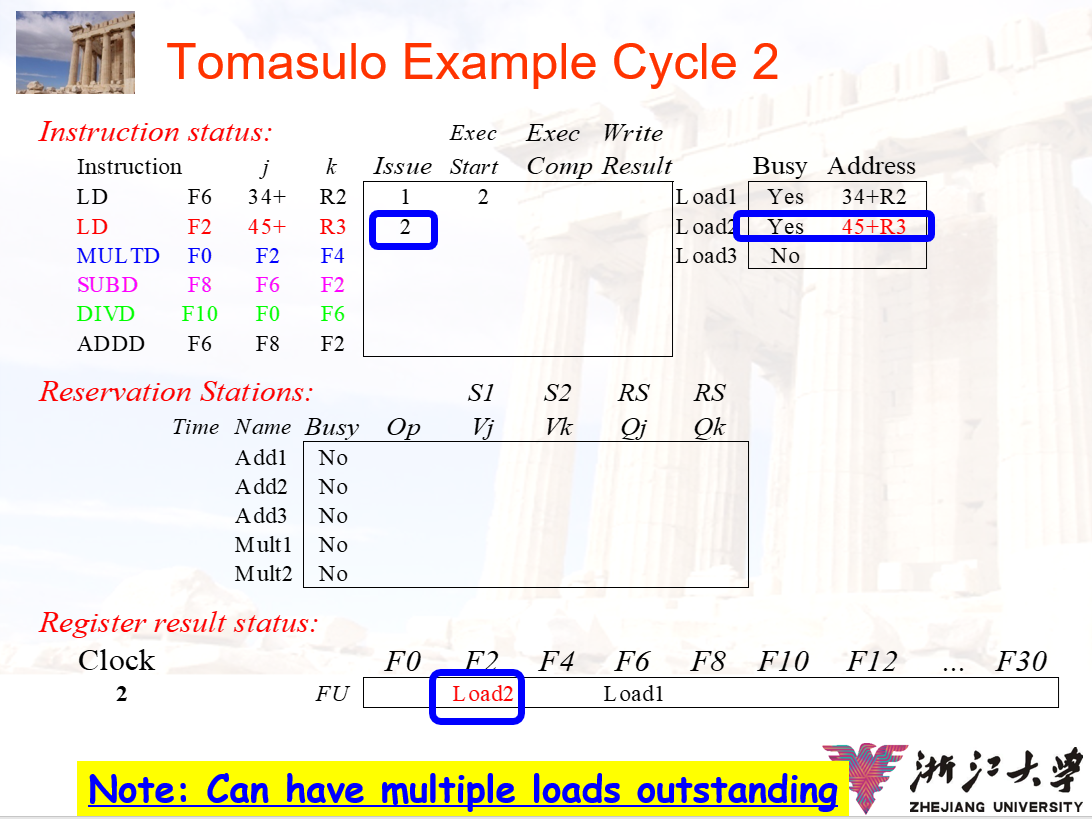 Tomasulo Example Cycle 2
Instruction status:
Exec Exec Write
Instruction j k Issue Start Comp Result Busy Address
LD F6 34+ R2 1 2 Load1 Yes 34+R2
LD F2 45+ R3 2 Load2 Yes 45+R3
MULTD F0 F2 F4 Load3 No
SUBD F8 F6 F2
DIVD F10 F0 F6
ADDD F6 F8 F2
Reservation Stations: S1 S2 RS RS
Time Name Busy Op Vj Vk Qj Qk
Add1 No
Add2 No
Add3 No
Mult1 No
Mult2 No
Register result status:
Clock F0 F2 F4 F6 F8 F10 F12 ... F30
2 FU Load2 Load1
Note: Can have multiple loads outstanding
浙江大学
ZHEJIANG UNIVERSITY